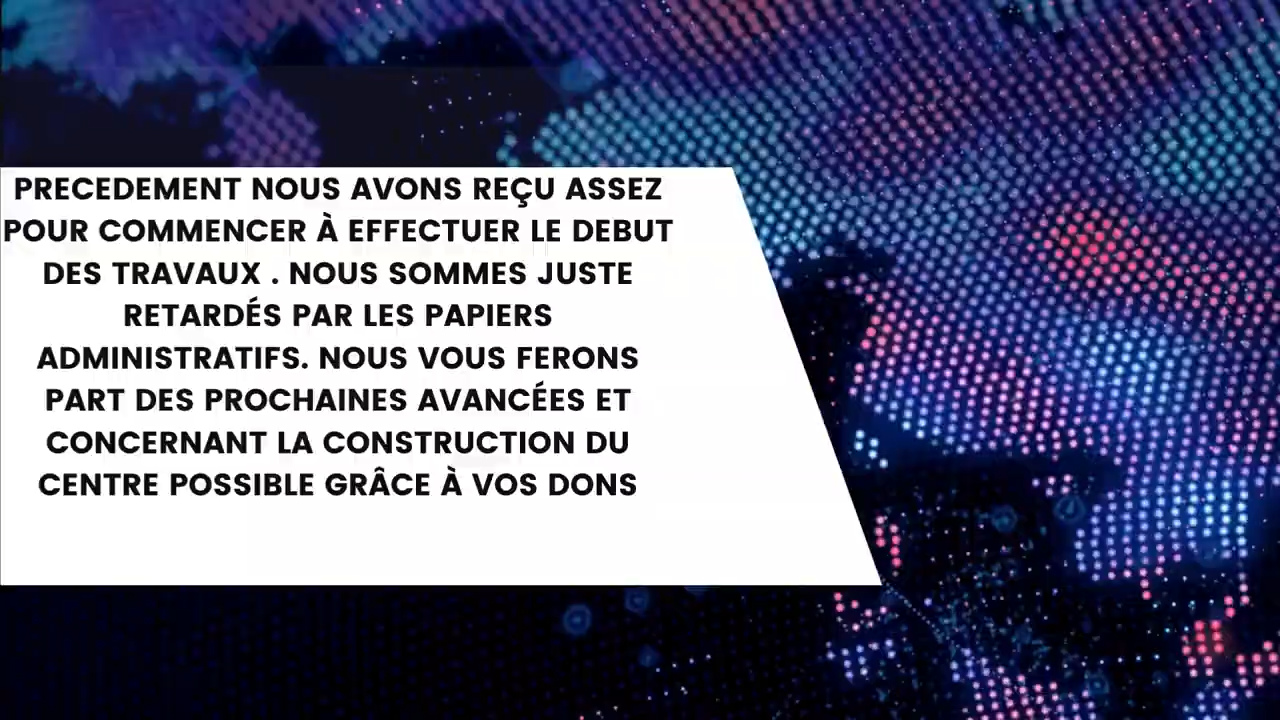 PRECEDEMENT NOUS AVONS REÇU ASSEZ
POUR COMMENCER À EFFECTUER LE DEBUT
DES TRAVAUX . NOUS SOMMES JUSTE
RETARDÉS PAR LES PAPIERS
ADMINISTRATIFS. NOUS VOUS FERONS
PART DES PROCHAINES AVANCÉES ET
CONCERNANT LA CONSTRUCTION DU
CENTRE POSSIBLE GRÂCE À VOS DONS